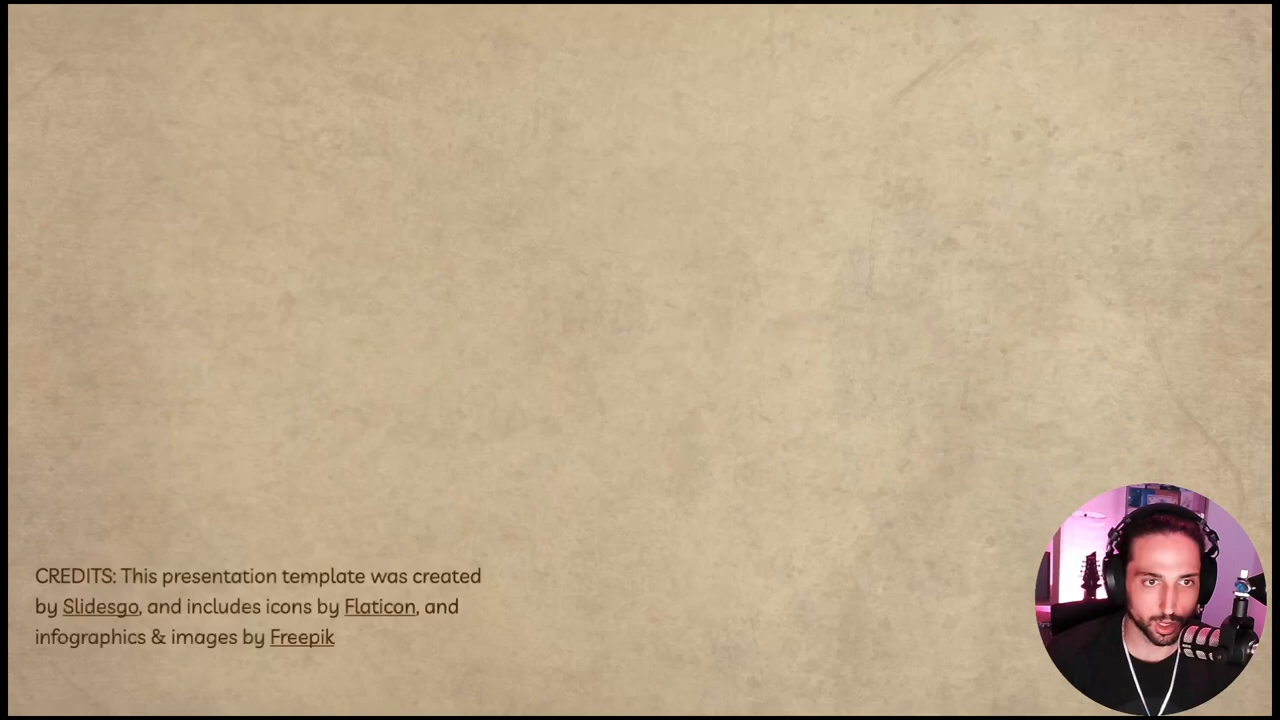 CREDITS: This presentation template was created
by Slidesgo, and includes icons by Flaticon, and
infographics & images by Freepik